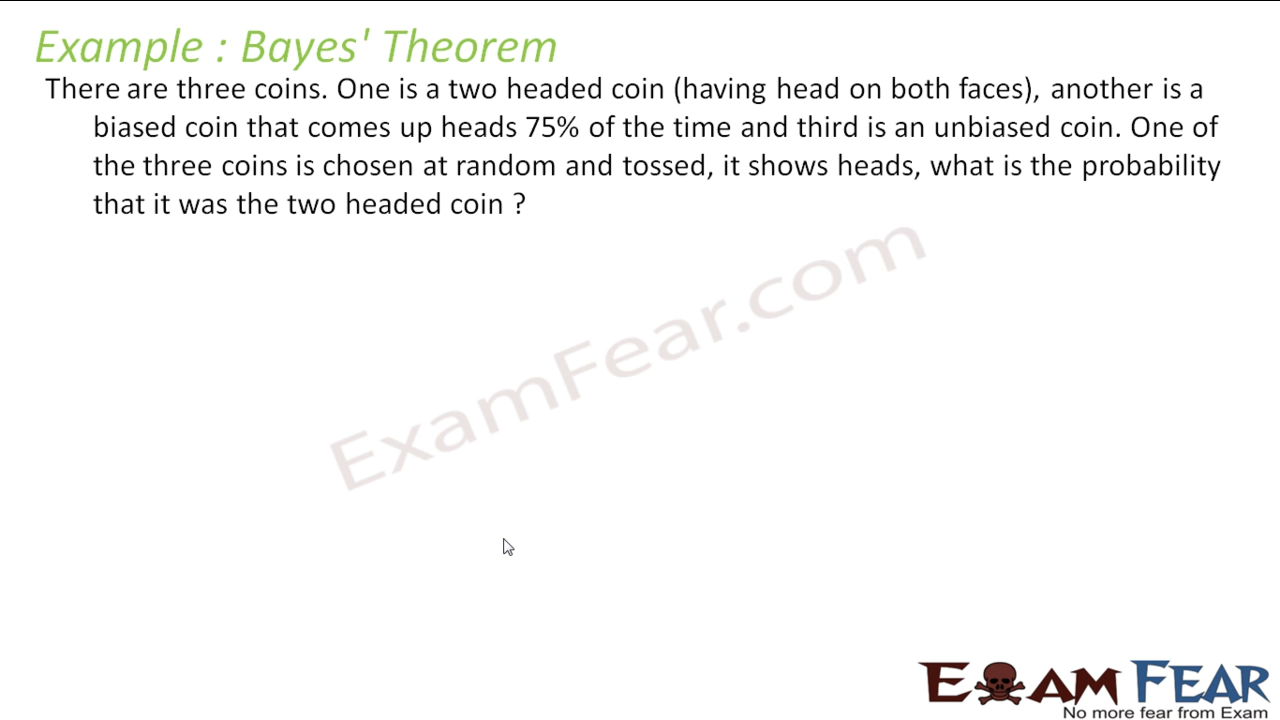 Example : Bayes' Theorem
There are three coins. One is a two headed coin (having head on both faces), another is a
biased coin that comes up heads 75% of the time and third is an unbiased coin. One of
the three coins is chosen at random and tossed, it shows heads, what is the probability
that it was the two headed coin ?
ExamFear.com
EXAM FEAR
No more fear from Exam